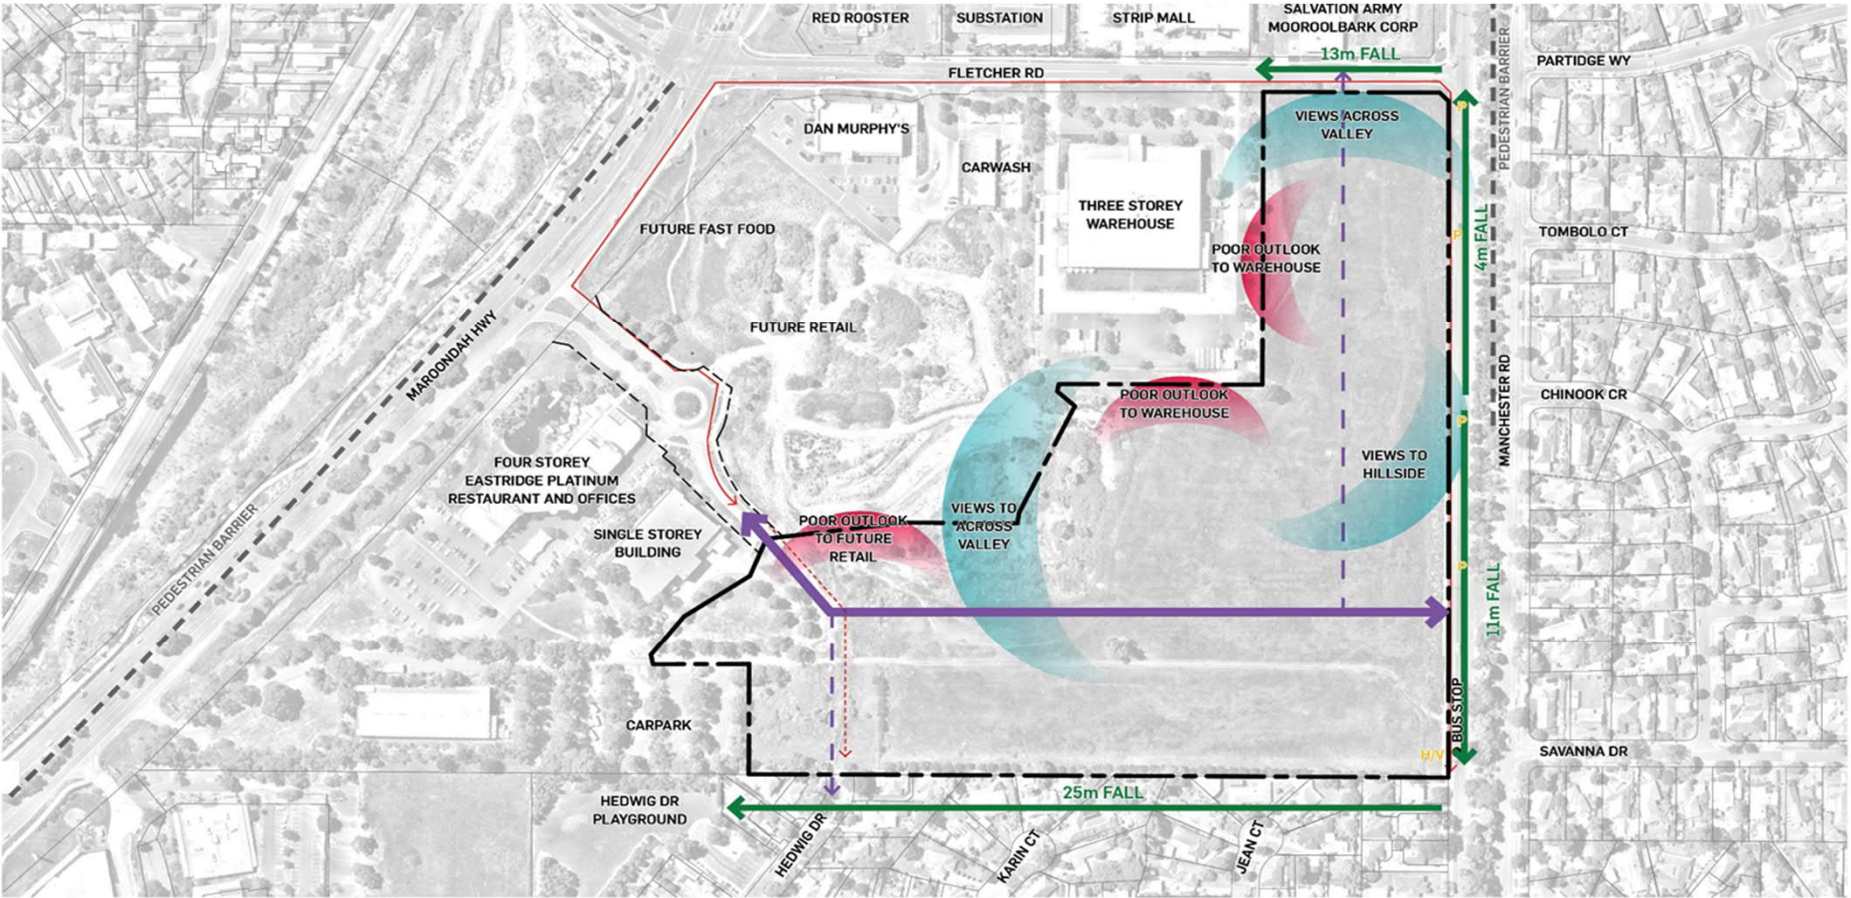 RED ROOSTER
SUBSTATION
STRIP MALL
SALVATION ARMY
MOOROOLBARK CORP
13m FALL
FLETCHER RD
PARTIDGE WY
PEDESTRIAN BARRIER
P
VIEWS ACROSS
VALLEY
DAN MURPHY'S
CARWASH
THREE STOREY
WAREHOUSE
FUTURE FAST FOOD
POOR OUTLOOK
TO WAREHOUSE
P
4m FALL
TOMBOLO CT
FUTURE RETAIL
MAROONDAH HWY
POOR OUTLOOK
TO WAREHOUSE
P
MANCHESTER RD
CHINOOK CR
VIEWS TO
HILLSIDE
FOUR STOREY
EASTRIDGE PLATINUM
RESTAURANT AND OFFICES
PEDESTRIAN BARRIER
SINGLE STOREY
BUILDING
POOR OUTLOOK
TO FUTURE
RETAIL
VIEWS TO
ACROSS
VALLEY
P
11m FALL
CARPARK
BUS STOP
H/V
SAVANNA DR
25m FALL
HEDWIG DR
PLAYGROUND
HEDWIG DR
KARIN CT
JEAN CT